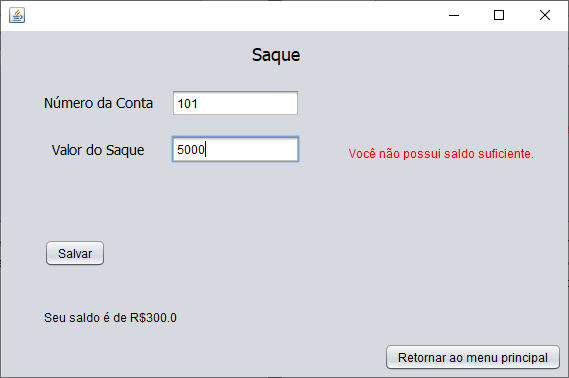 Saque
Número da Conta 101
Valor do Saque 5000
Você não possui saldo suficiente.
Salvar
Seu saldo é de R$300.0
Retornar ao menu principal